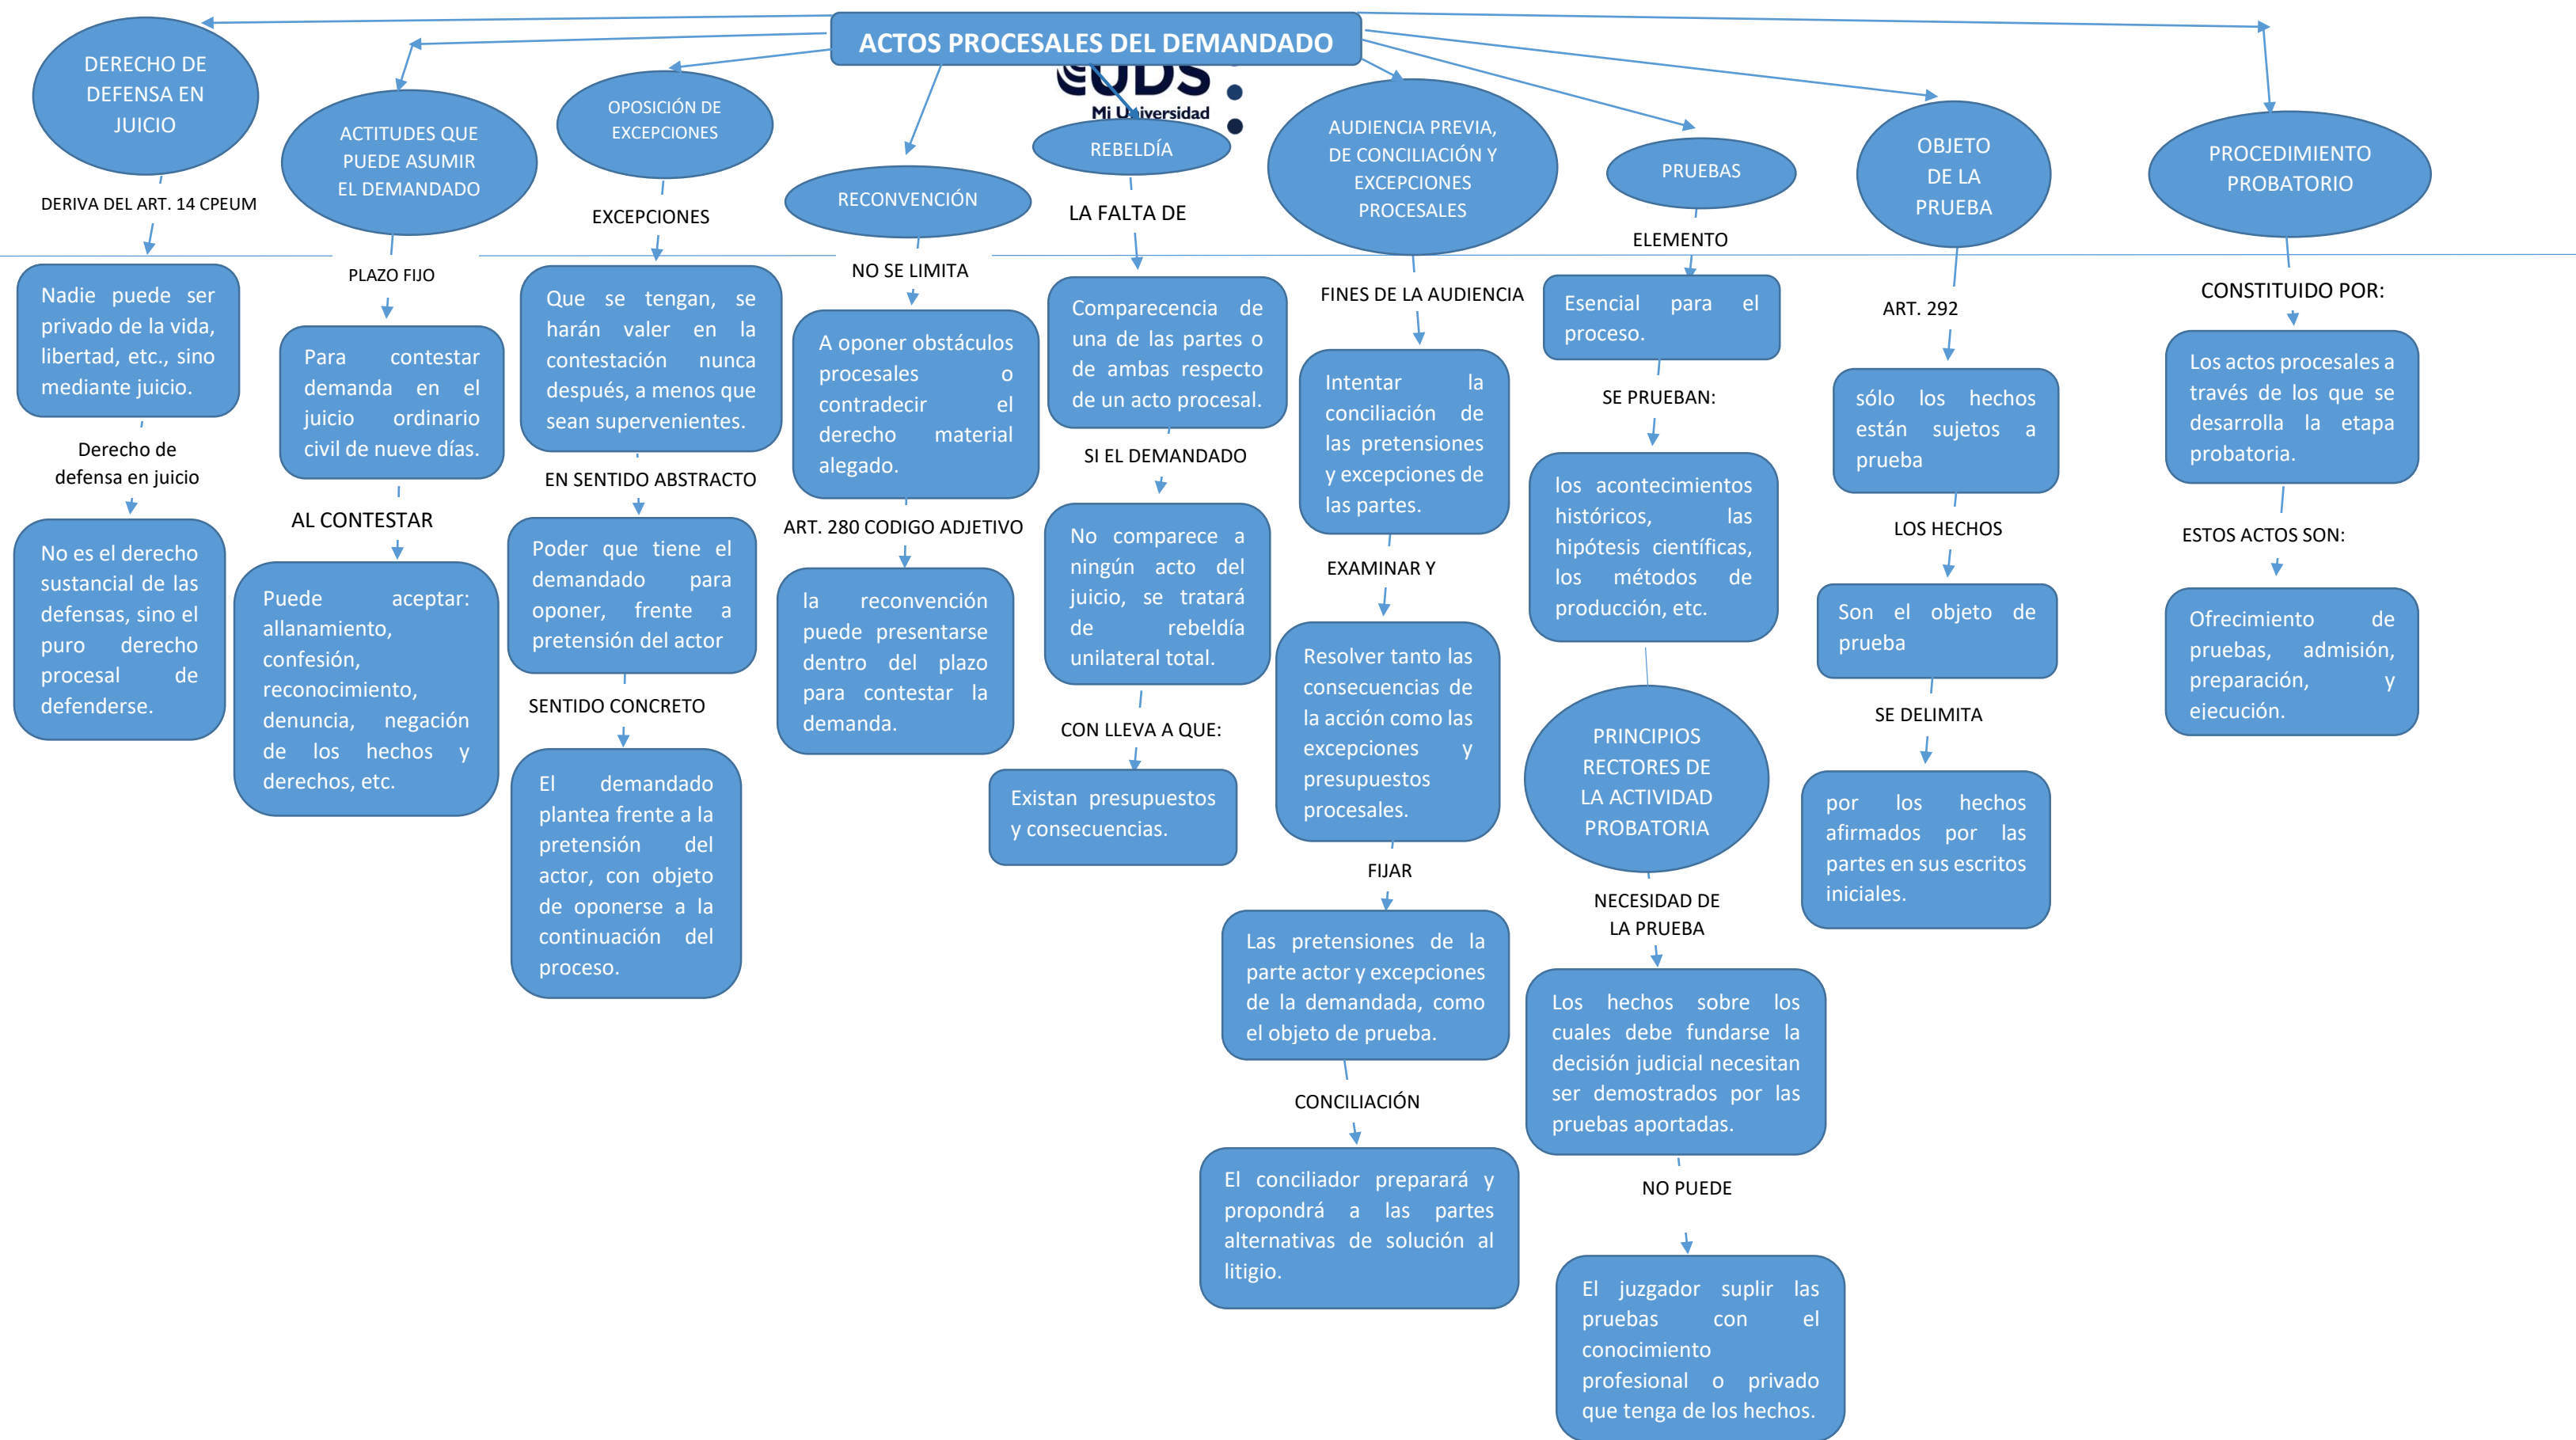 ACTOS PROCESALES DEL DEMANDADO
UDS
Mi Universidad
DERECHO DE
DEFENSA EN
JUICIO
DERIVA DEL ART. 14 CPEUM
Nadie puede ser
privado de la vida,
libertad, etc., sino
mediante juicio.
Derecho de
defensa en juicio
No es el derecho
sustancial de las
defensas, sino el
puro derecho
procesal de
defenderse.
ACTITUDES QUE
PUEDE ASUMIR
EL DEMANDADO
PLAZO FIJO
Para contestar
demanda en el
juicio ordinario
civil de nueve días.
AL CONTESTAR
Puede aceptar:
allanamiento,
confesión,
reconocimiento,
denuncia, negación
de los hechos y
derechos, etc.
OPOSICIÓN DE
EXCEPCIONES
EXCEPCIONES
Que se tengan, se
harán valer en la
contestación nunca
después, a menos que
sean supervenientes.
EN SENTIDO ABSTRACTO
Poder que tiene el
demandado para
oponer, frente a
pretensión del actor
SENTIDO CONCRETO
El demandado
plantea frente a la
pretensión del
actor, con objeto
de oponerse a la
continuación del
proceso.
RECONVENCIÓN
NO SE LIMITA
A oponer obstáculos
procesales o
contradecir el
derecho material
alegado.
ART. 280 CODIGO ADJETIVO
la reconvención
puede presentarse
dentro del plazo
para contestar la
demanda.
REBELDÍA
LA FALTA DE
Comparecencia de
una de las partes o
de ambas respecto
de un acto procesal.
SI EL DEMANDADO
No comparece a
ningún acto del
juicio, se tratará
de rebeldía
unilateral total.
CON LLEVA A QUE:
Existan presupuestos
y consecuencias.
AUDIENCIA PREVIA,
DE CONCILIACIÓN Y
EXCEPCIONES
PROCESALES
FINES DE LA AUDIENCIA
Intentar la
conciliación de
las pretensiones
y excepciones de
las partes.
EXAMINAR Y
Resolver tanto las
consecuencias de
la acción como las
excepciones y
presupuestos
procesales.
FIJAR
Las pretensiones de la
parte actor y excepciones
de la demandada, como
el objeto de prueba.
CONCILIACIÓN
El conciliador preparará y
propondrá a las partes
alternativas de solución al
litigio.
PRUEBAS
ELEMENTO
Esencial para el
proceso.
SE PRUEBAN:
los acontecimientos
históricos, las
hipótesis científicas,
los métodos de
producción, etc.
PRINCIPIOS
RECTORES DE
LA ACTIVIDAD
PROBATORIA
NECESIDAD DE
LA PRUEBA
Los hechos sobre los
cuales debe fundarse la
decisión judicial necesitan
ser demostrados por las
pruebas aportadas.
NO PUEDE
El juzgador suplir las
pruebas con el
conocimiento
profesional o privado
que tenga de los hechos.
OBJETO
DE LA
PRUEBA
ART. 292
sólo los hechos
están sujetos a
prueba
LOS HECHOS
Son el objeto de
prueba
SE DELIMITA
por los hechos
afirmados por las
partes en sus escritos
iniciales.
PROCEDIMIENTO
PROBATORIO
CONSTITUIDO POR:
Los actos procesales a
través de los que se
desarrolla la etapa
probatoria.
ESTOS ACTOS SON:
Ofrecimiento de
pruebas, admisión,
preparación, y
ejecución.